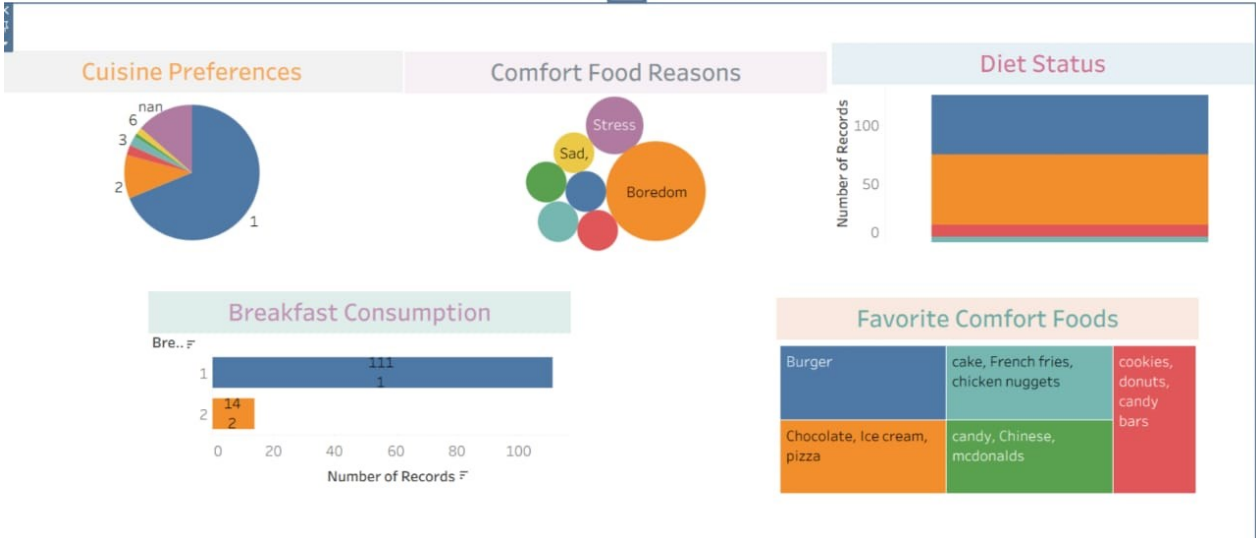 Cuisine Preferences
nan
6
3
2
1
Comfort Food Reasons
Stress
Sad,
Boredom
Diet Status
Number of Records
100
50
0
Breakfast Consumption
Bre..
1
111
1
2
14
2
0 20 40 60 80 100
Number of Records
Favorite Comfort Foods
Burger
cake, French fries,
chicken nuggets
cookies,
donuts,
candy
bars
Chocolate, Ice cream,
pizza
candy, Chinese,
mcdonalds